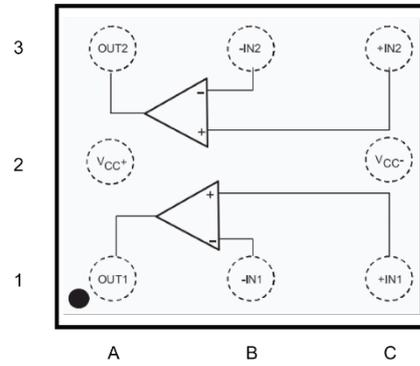 3 OUT2 -IN2 +IN2
-
+
2 VCC+ VCC-
+
-
1 OUT1 -IN1 +IN1
A B C